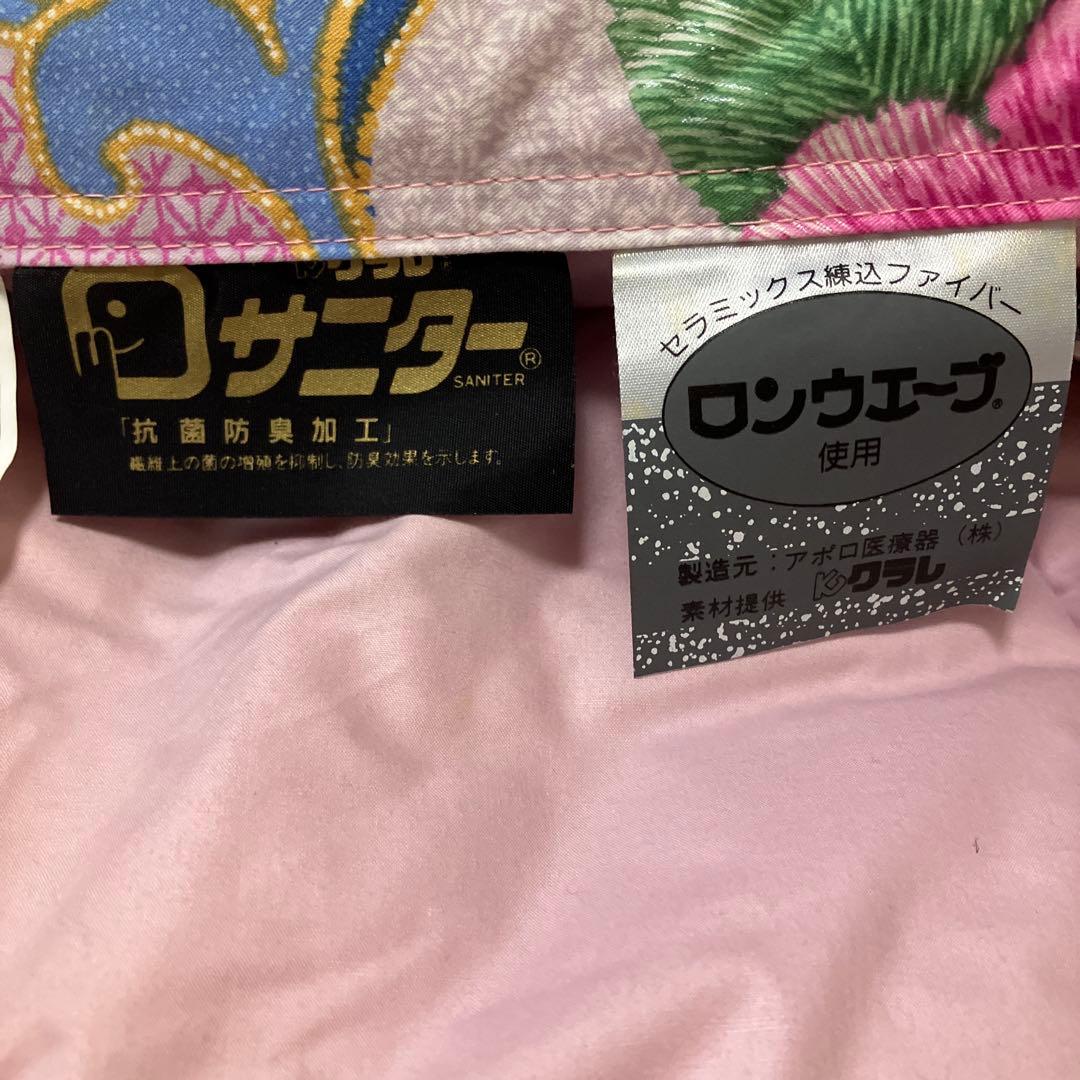 クラレ®
サニター®
SANITER
「抗菌防臭加工」
繊維上の菌の増殖を抑制し、防臭効果を示します。
セラミックス練込ファイバー
ロンウエーブ®
使用
製造元：アポロ医療器（株）
素材提供 クラレ